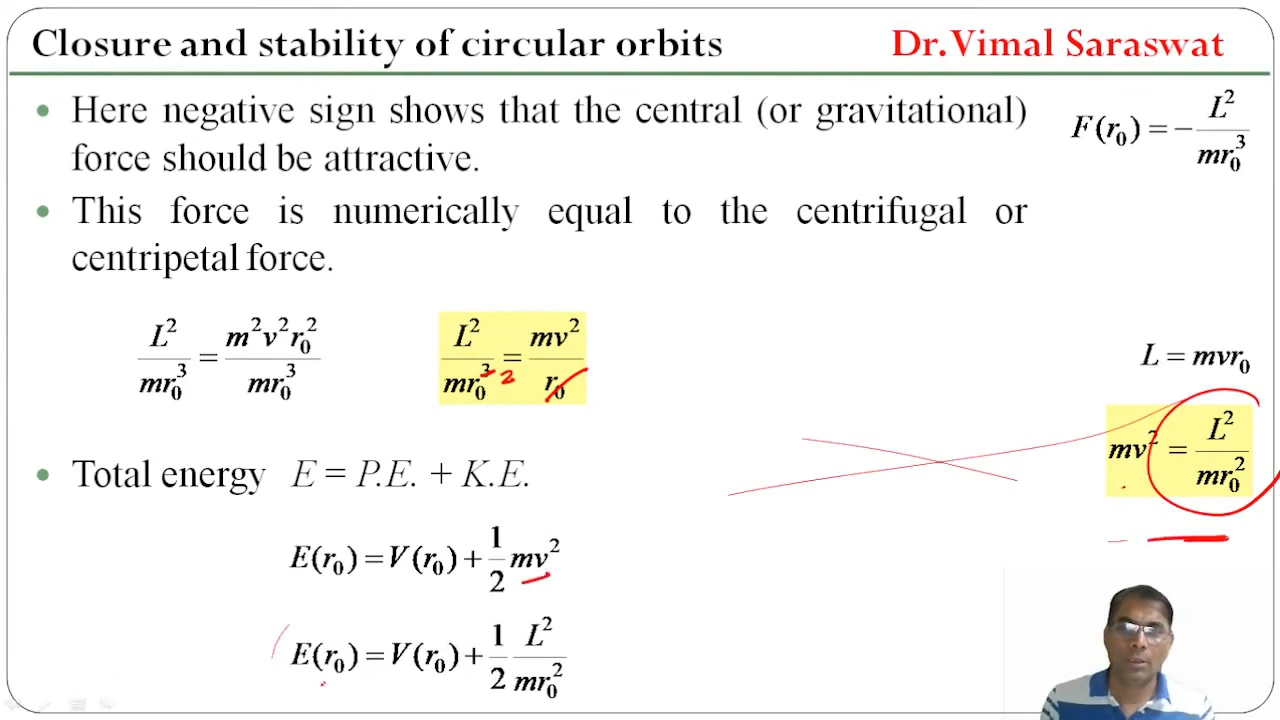 Closure and stability of circular orbits Dr. Vimal Saraswat
• Here negative sign shows that the central (or gravitational)
force should be attractive.
F(r₀) = − L²/mr₀³
• This force is numerically equal to the centrifugal or
centripetal force.
L²/mr₀³ = m²v²r₀²/mr₀³
L²/mr₀³ = mv²/r₀
2
L = mvr₀
mv² = L²/mr₀²
• Total energy E = P.E. + K.E.
E(r₀) = V(r₀) + 1/2 mv²
E(r₀) = V(r₀) + 1/2 L²/mr₀²